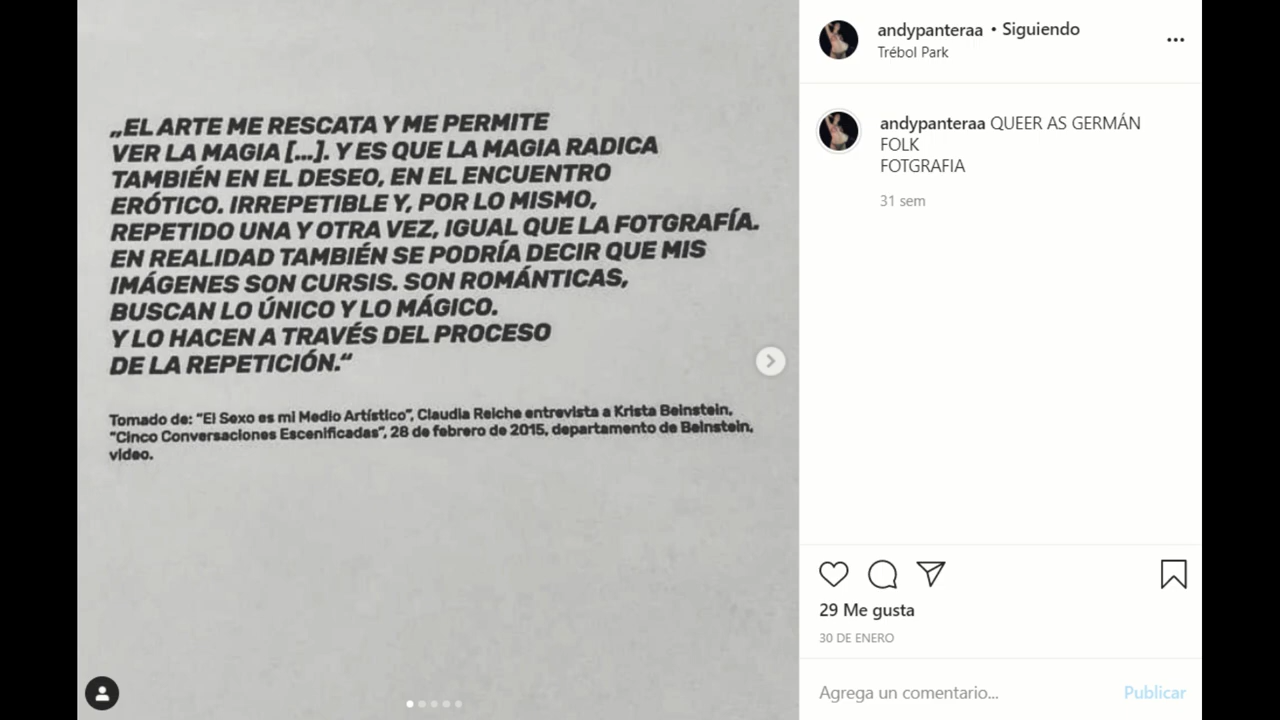 „EL ARTE ME RESCATA Y ME PERMITE
VER LA MAGIA [...]. Y ES QUE LA MAGIA RADICA
TAMBIÉN EN EL DESEO, EN EL ENCUENTRO
ERÓTICO. IRREPETIBLE Y, POR LO MISMO,
REPETIDO UNA Y OTRA VEZ, IGUAL QUE LA FOTGRAFÍA.
EN REALIDAD TAMBIÉN SE PODRÍA DECIR QUE MIS
IMÁGENES SON CURSIS. SON ROMÁNTICAS,
BUSCAN LO ÚNICO Y LO MÁGICO.
Y LO HACEN A TRAVÉS DEL PROCESO
DE LA REPETICIÓN.“
Tomado de: "El Sexo es mi Medio Artístico", Claudia Reiche entrevista a Krista Beinstein,
"Cinco Conversaciones Escenificadas", 28 de febrero de 2015, departamento de Beinstein,
video.
andypanteraa • Siguiendo
Trébol Park
andypanteraa QUEER AS GERMÁN
FOLK
FOTGRAFIA
31 sem
29 Me gusta
30 DE ENERO
Agrega un comentario...
Publicar